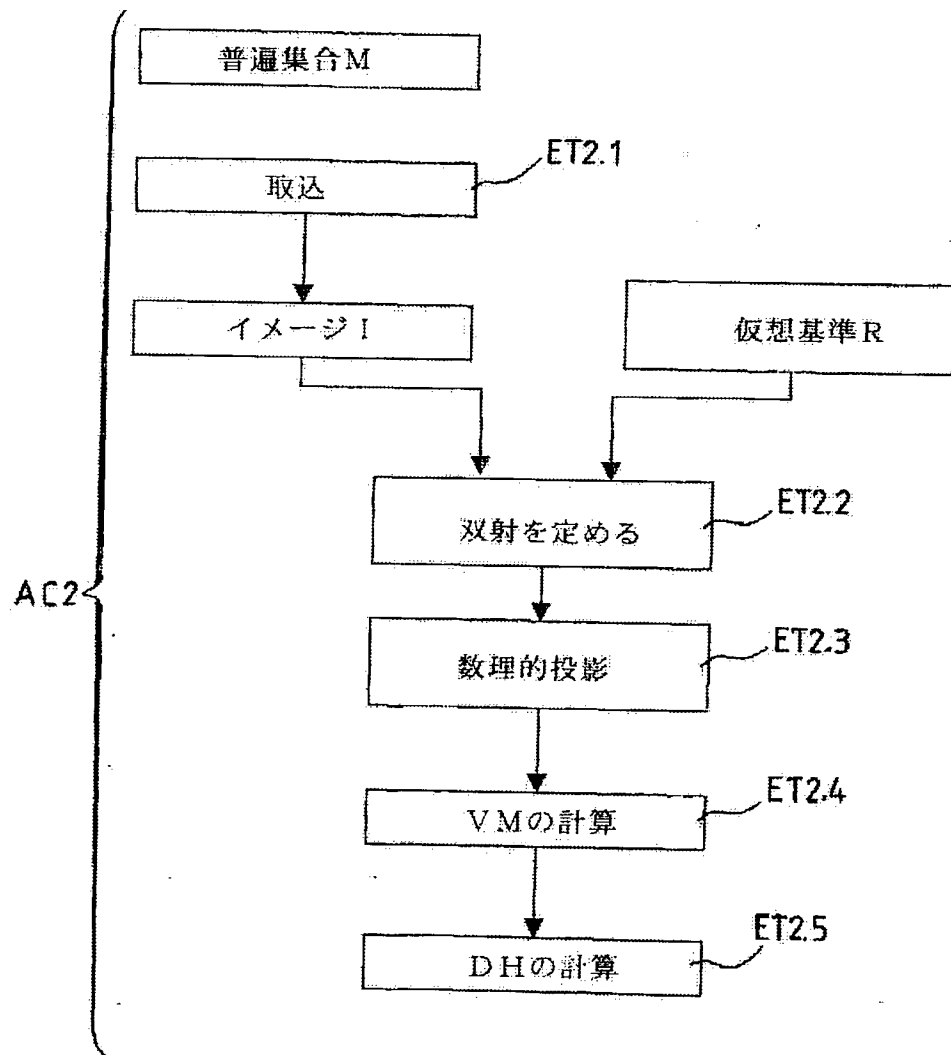 普遍集合M
ET2.1
取込
イメージI
仮想基準R
ET2.2
双射を定める
AC2
ET2.3
数理的投影
ET2.4
VMの計算
ET2.5
DHの計算